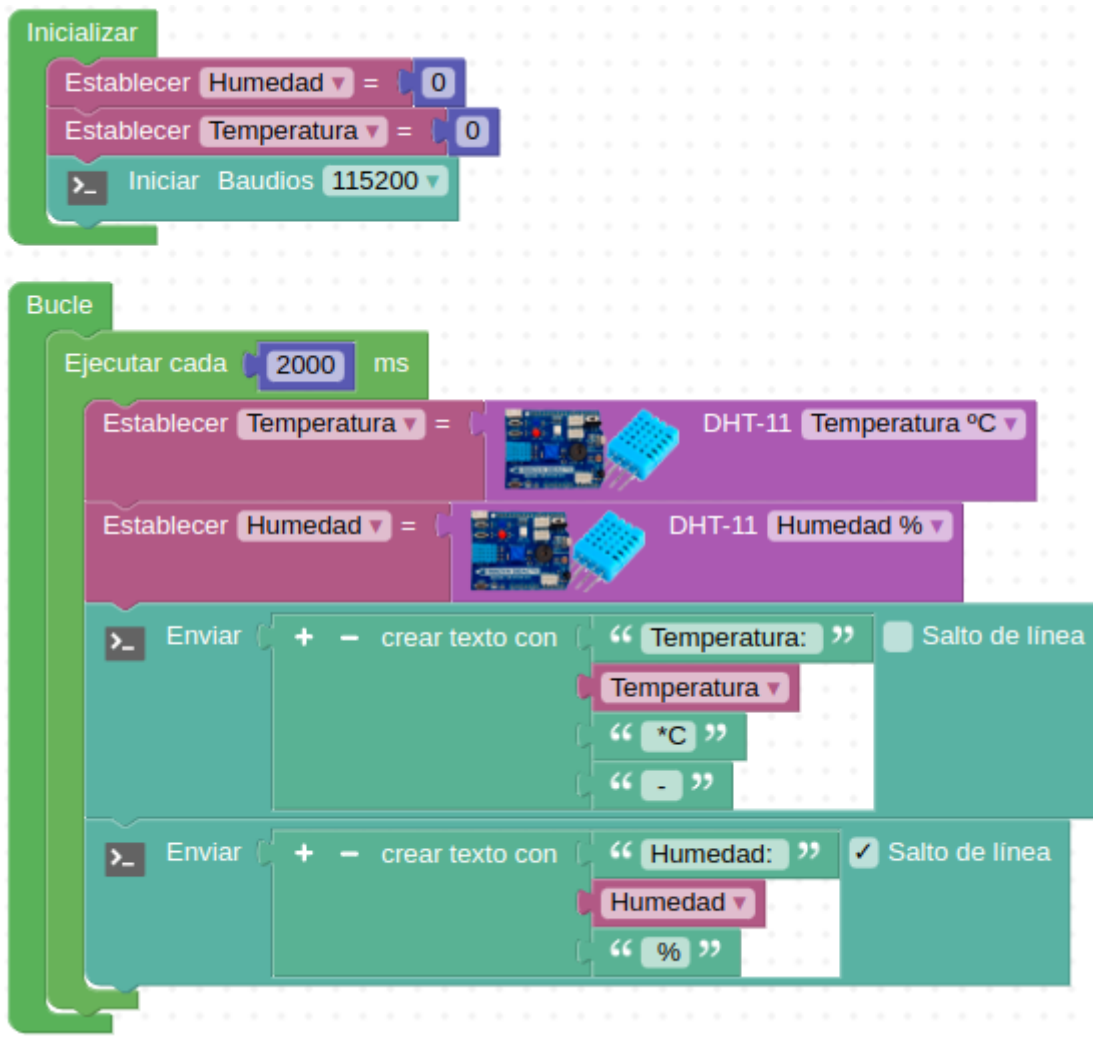 Inicializar
Establecer Humedad = 0
Establecer Temperatura = 0
>_ Iniciar Baudios 115200
Bucle
Ejecutar cada 2000 ms
Establecer Temperatura = DHT-11 Temperatura ºC
Establecer Humedad = DHT-11 Humedad %
>_ Enviar + − crear texto con “ Temperatura: ” Salto de línea
Temperatura
“ *C ”
“ - ”
>_ Enviar + − crear texto con “ Humedad: ” ✓ Salto de línea
Humedad
“ % ”